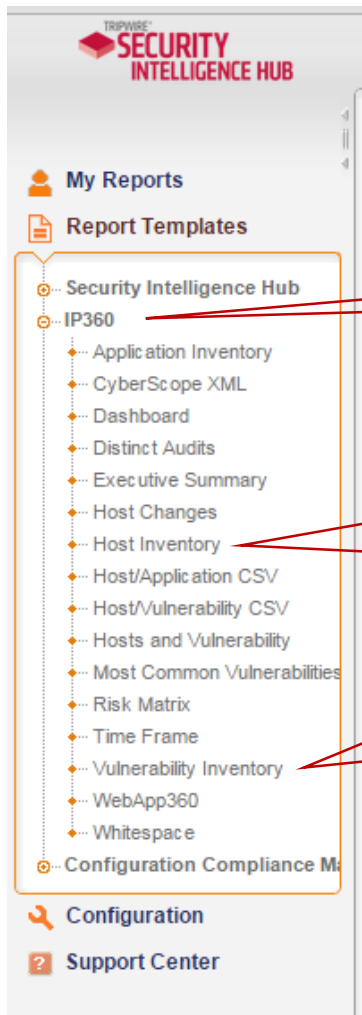 TRIPWIRE
SECURITY
INTELLIGENCE HUB
My Reports
Report Templates
Security Intelligence Hub
IP360
Application Inventory
CyberScope XML
Dashboard
Distinct Audits
Executive Summary
Host Changes
Host Inventory
Host/Application CSV
Host/Vulnerability CSV
Hosts and Vulnerability
Most Common Vulnerabilities
Risk Matrix
Time Frame
Vulnerability Inventory
WebApp360
Whitespace
Configuration Compliance Ma
Configuration
Support Center